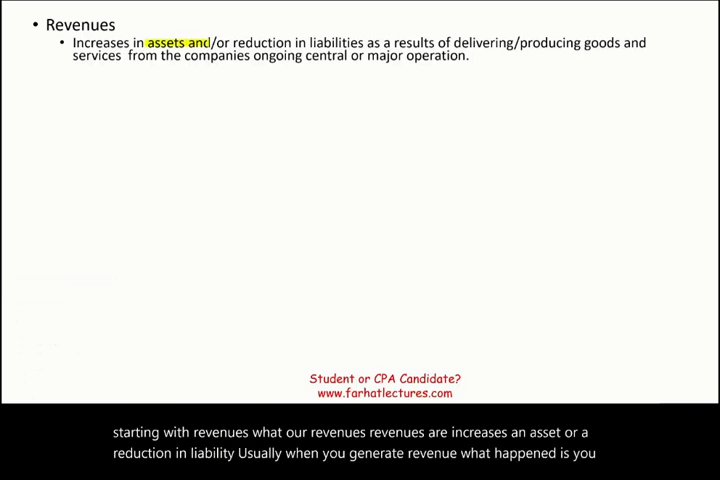 • Revenues
• Increases in assets and/or reduction in liabilities as a results of delivering/producing goods and
services from the companies ongoing central or major operation.
Student or CPA Candidate?
www.farhatlectures.com
starting with revenues what our revenues revenues are increases an asset or a
reduction in liability Usually when you generate revenue what happened is you